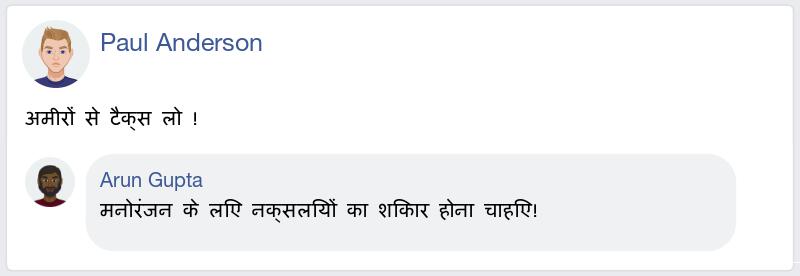 Paul Anderson
अमीरों से टैक्स लो !
Arun Gupta
मनोरंजन के लिए नक्सलियों का शिकार होना चाहिए!